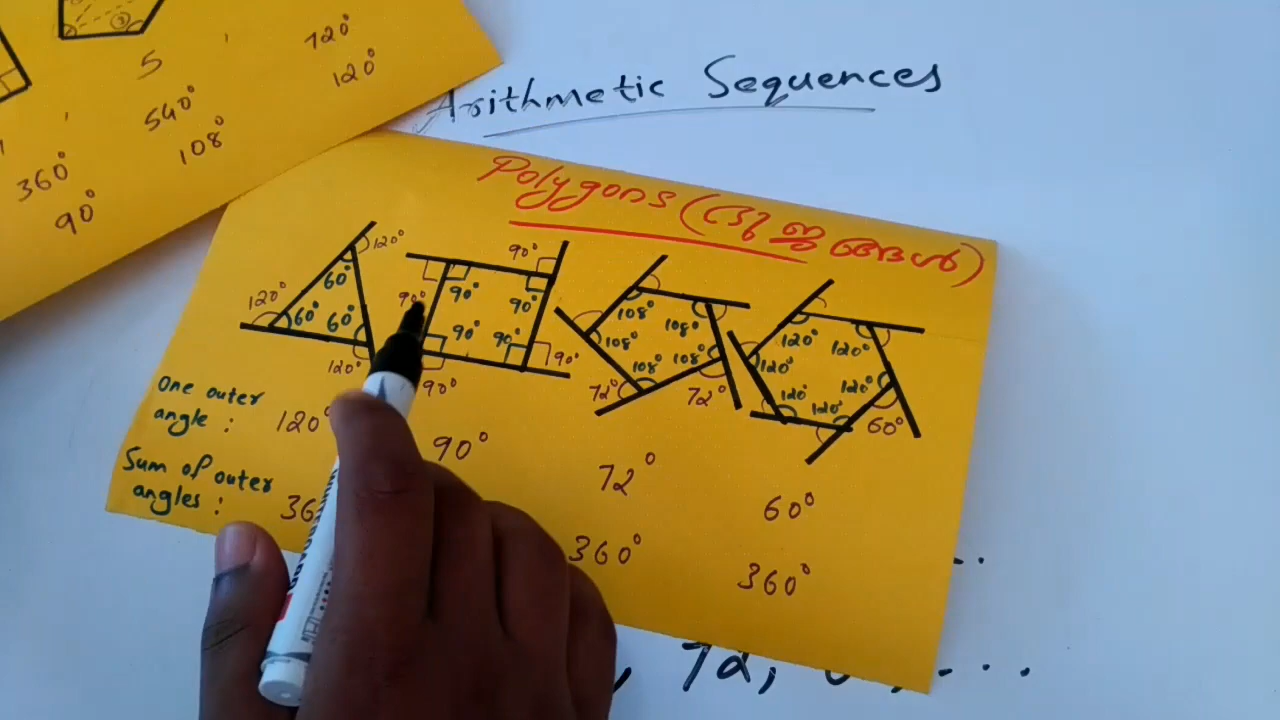 5
720°
120°
540°
108°
360°
90°
Arithmetic Sequences
Polygons (ബഹുഭുജങ്ങൾ)
120° 120° 120°
60° 60° 60°
90° 90° 90° 90°
90° 90° 90° 90°
108° 108° 108° 108° 108°
72° 72°
120° 120° 120° 120° 120° 120°
60°
One outer angle : 120° 90° 72° 60°
Sum of outer angles : 360° 360°
, 72,